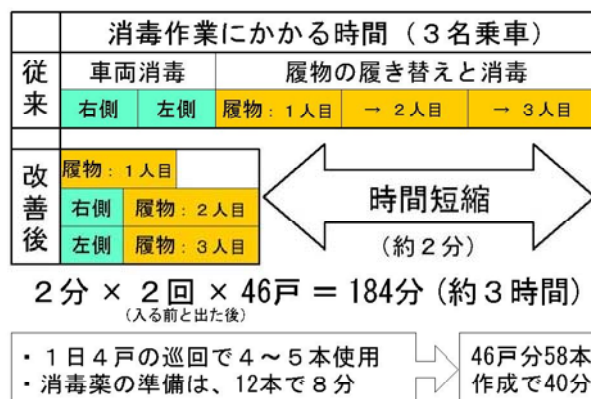 消毒作業にかかる時間（３名乗車）
従来
車両消毒 履物の履き替えと消毒
右側 左側 履物：１人目 → ２人目 → ３人目
改善後
履物：１人目
右側 履物：２人目
左側 履物：３人目
時間短縮
（約２分）
２分 × ２回 × 46戸 ＝ 184分（約３時間）
（入る前と出た後）
・１日４戸の巡回で４～５本使用
・消毒薬の準備は、12本で８分
46戸分58本
作成で40分